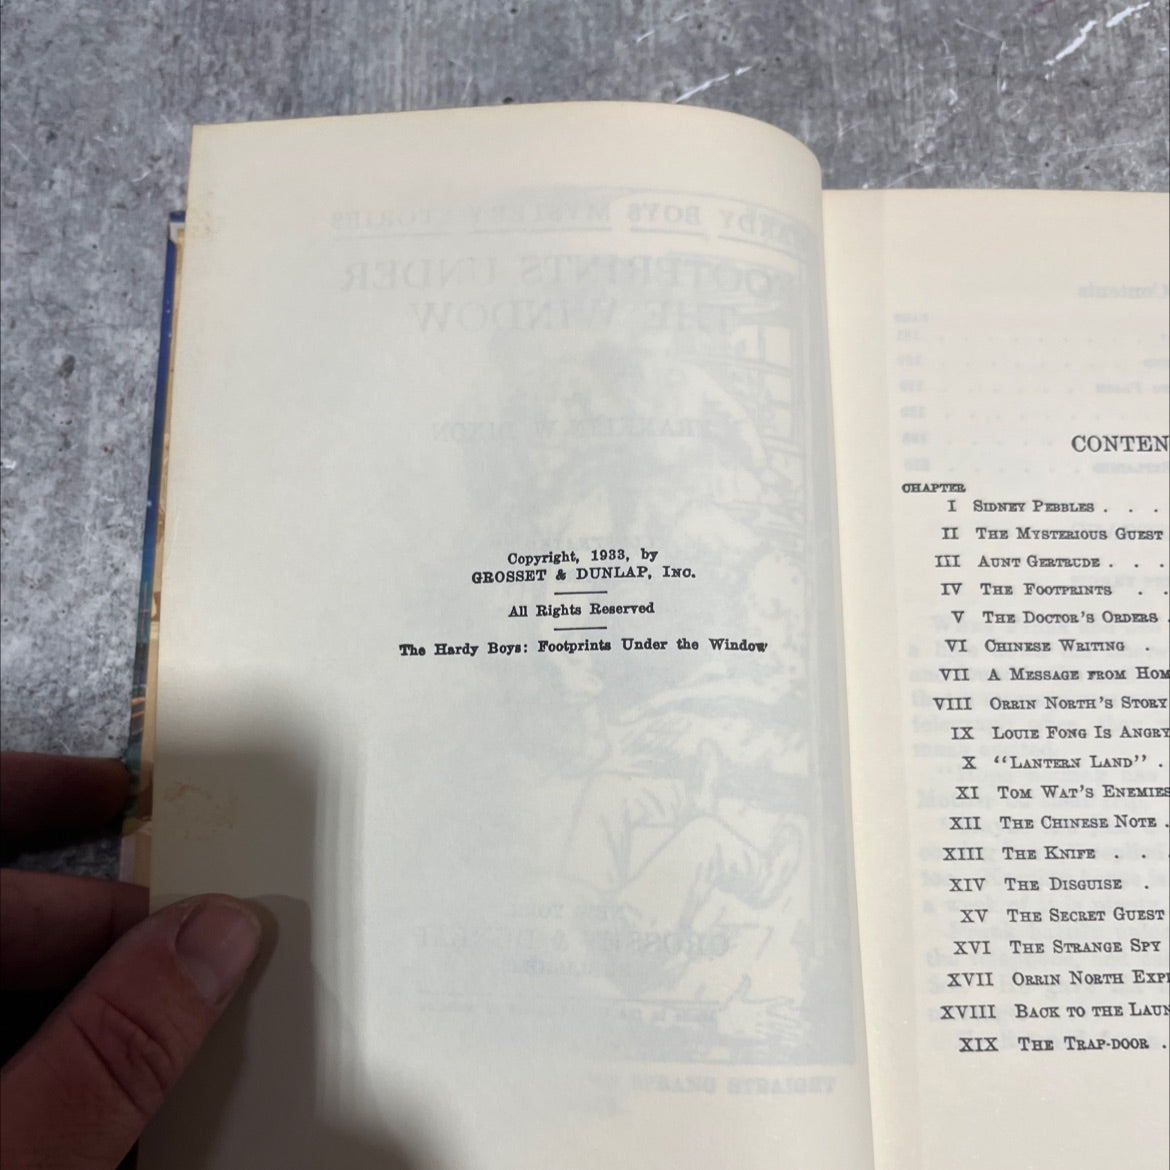 Copyright, 1933, by
GROSSET & DUNLAP, INC.
All Rights Reserved
The Hardy Boys: Footprints Under the Window
CONTEN
CHAPTER
I SIDNEY PEBBLES . . .
II THE MYSTERIOUS GUEST
III AUNT GERTRUDE . . .
IV THE FOOTPRINTS . .
V THE DOCTOR'S ORDERS .
VI CHINESE WRITING .
VII A MESSAGE FROM HOM
VIII ORRIN NORTH'S STORY
IX LOUIE FONG IS ANGRY
X "LANTERN LAND" .
XI TOM WAT'S ENEMIES
XII THE CHINESE NOTE .
XIII THE KNIFE . . .
XIV THE DISGUISE .
XV THE SECRET GUEST
XVI THE STRANGE SPY
XVII ORRIN NORTH EXPL
XVIII BACK TO THE LAUN
XIX THE TRAP-DOOR .